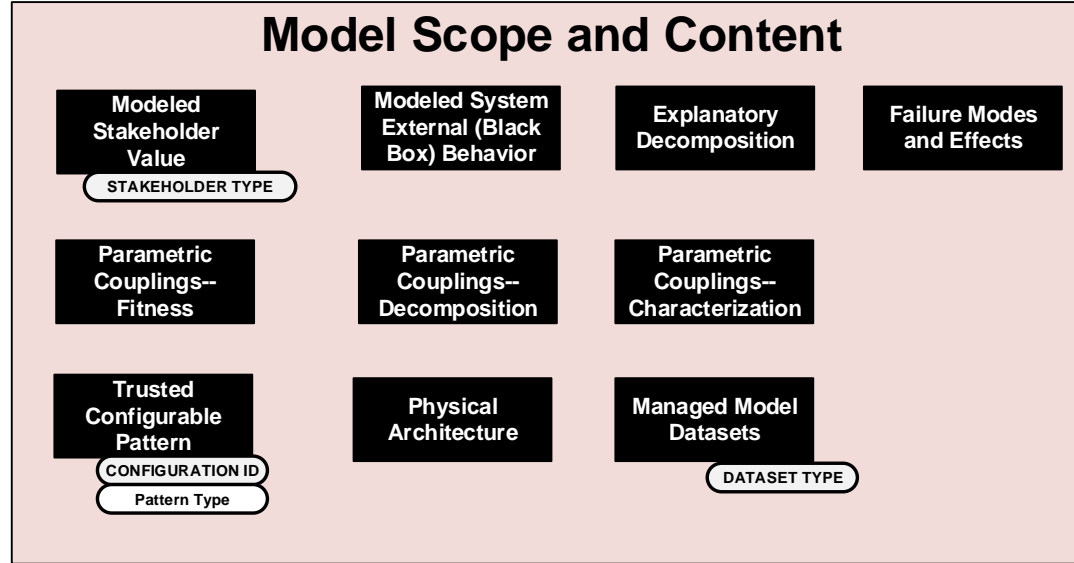 Model Scope and Content
Modeled
Stakeholder
Value
STAKEHOLDER TYPE
Modeled System
External (Black
Box) Behavior
Explanatory
Decomposition
Failure Modes
and Effects
Parametric
Couplings--
Fitness
Parametric
Couplings--
Decomposition
Parametric
Couplings--
Characterization
Trusted
Configurable
Pattern
CONFIGURATION ID
Pattern Type
Physical
Architecture
Managed Model
Datasets
DATASET TYPE